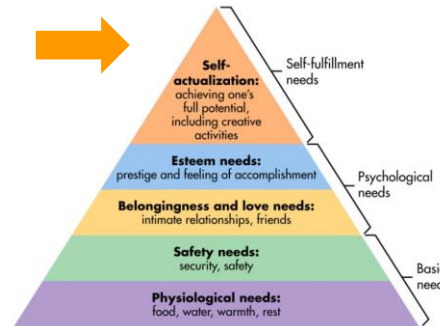 Self-
actualization:
achieving one's
full potential,
including creative
activities
Self-fulfillment
needs
Esteem needs:
prestige and feeling of accomplishment
Belongingness and love needs:
intimate relationships, friends
Psychological
needs
Safety needs:
security, safety
Physiological needs:
food, water, warmth, rest